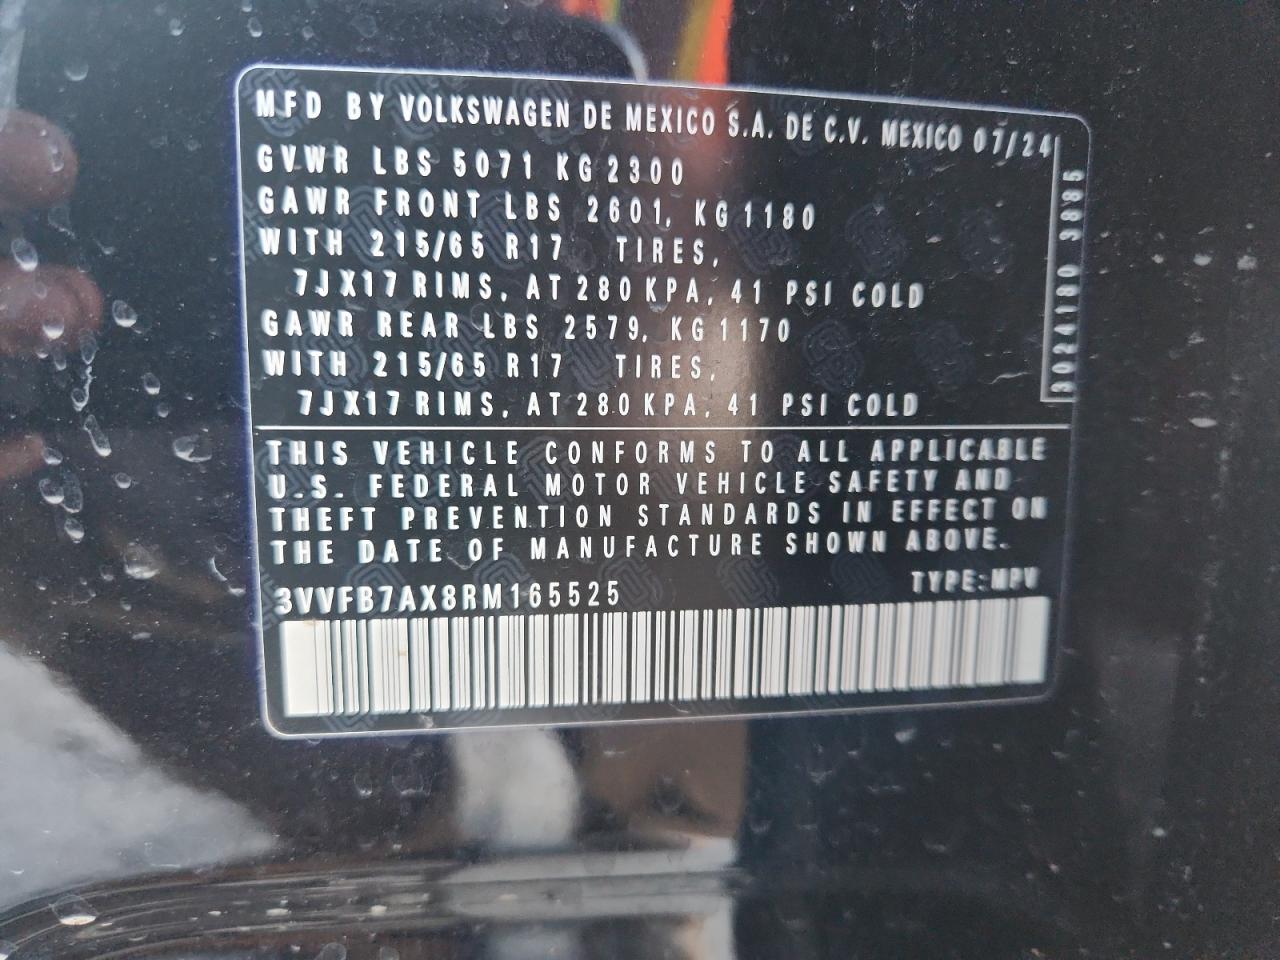 MFD BY VOLKSWAGEN DE MEXICO S.A. DE C.V. MEXICO 07/24
GVWR LBS 5071 KG 2300
GAWR FRONT LBS 2601, KG 1180
WITH 215/65 R17 TIRES,
7JX17 RIMS, AT 280 KPA, 41 PSI COLD
GAWR REAR LBS 2579, KG 1170
WITH 215/65 R17 TIRES,
7JX17 RIMS, AT 280 KPA, 41 PSI COLD
THIS VEHICLE CONFORMS TO ALL APPLICABLE
U.S. FEDERAL MOTOR VEHICLE SAFETY AND
THEFT PREVENTION STANDARDS IN EFFECT ON
THE DATE OF MANUFACTURE SHOWN ABOVE.
3VVFB7AX8RM165525 TYPE:MPV
3024180 3885